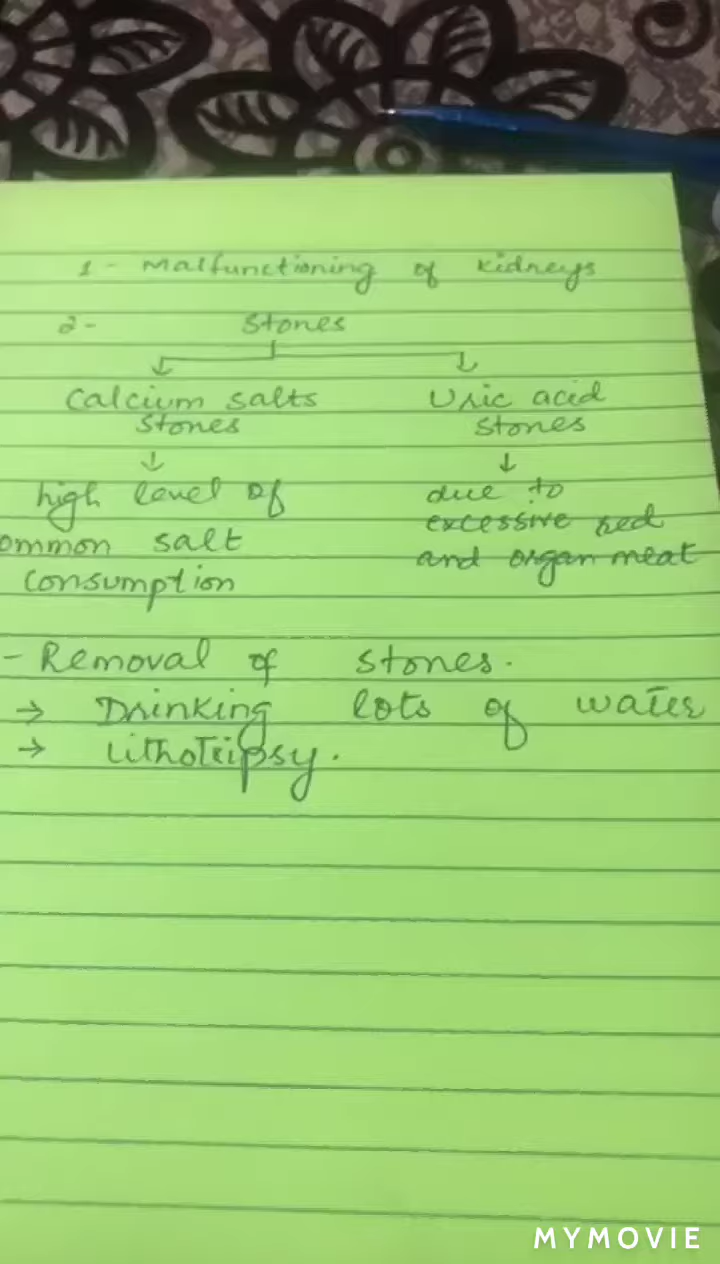 1- Malfunctioning of kidneys
2- Stones
Calcium salts Uric acid
stones stones
high level of due to
ommon salt excessive red
consumption and organ meat
- Removal of stones.
→ Drinking lots of water
→ Lithotripsy.
MYMOVIE